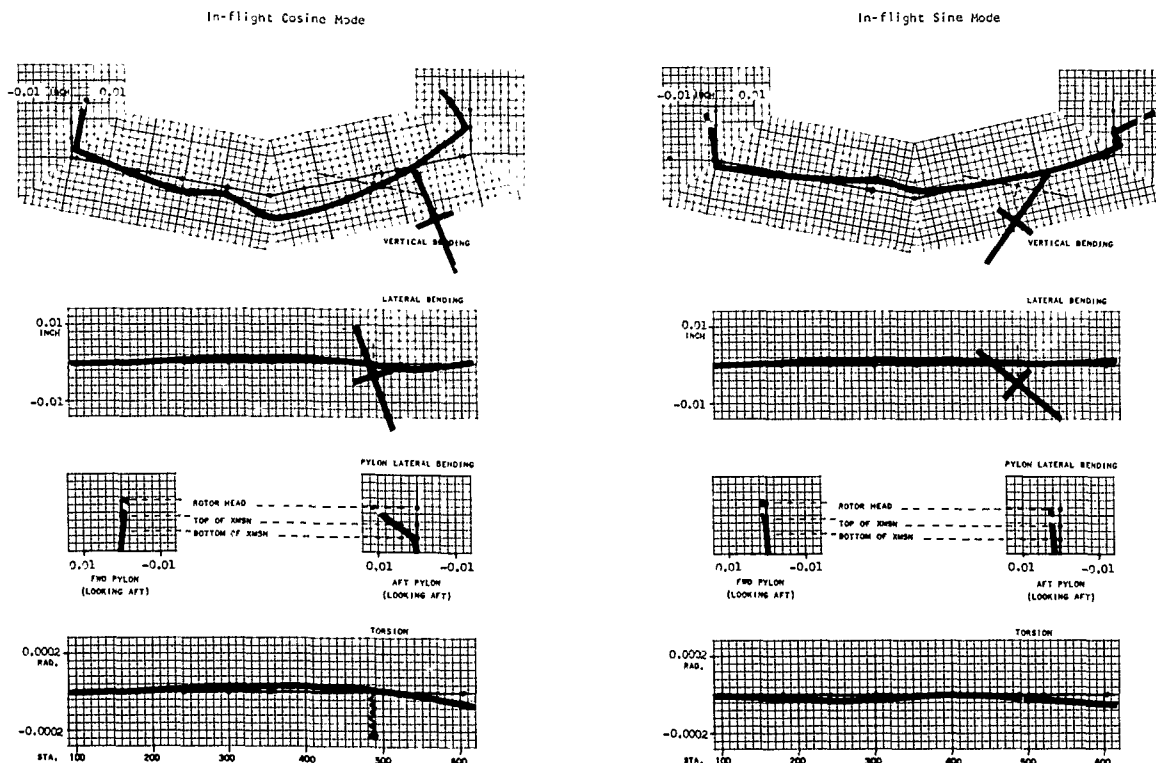 In-flight Cosine Mode
-0.01 INCH 0.01
VERTICAL BENDING
LATERAL BENDING
0.01
INCH
-0.01
PYLON LATERAL BENDING
ROTOR HEAD
TOP OF XMSN
BOTTOM OF XMSN
0.01 -0.01
FWD PYLON
(LOOKING AFT)
0.01 -0.01
AFT PYLON
(LOOKING AFT)
TORSION
0.0002
RAD.
-0.0002
STA. 100 200 300 400 500 600
In-flight Sine Mode
-0.01 INCH 0.01
VERTICAL BENDING
LATERAL BENDING
0.01
INCH
-0.01
PYLON LATERAL BENDING
ROTOR HEAD
TOP OF XMSN
BOTTOM OF XMSN
0.01 -0.01
FWD PYLON
(LOOKING AFT)
0.01 -0.01
AFT PYLON
(LOOKING AFT)
TORSION
0.0002
RAD.
-0.0002
STA. 100 200 300 400 500 600